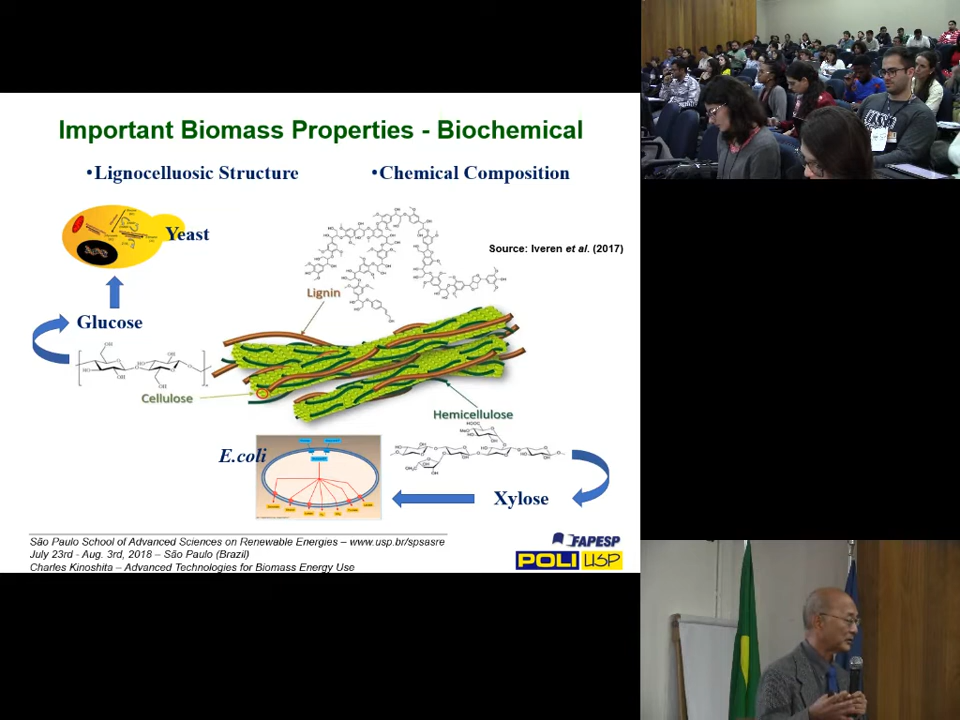 Important Biomass Properties - Biochemical
•Lignocelluosic Structure
•Chemical Composition
Yeast
Source: Iveren et al. (2017)
Lignin
Glucose
Cellulose
Hemicellulose
E.coli
Xylose
São Paulo School of Advanced Sciences on Renewable Energies – www.usp.br/spsasre
July 23rd - Aug. 3rd, 2018 – São Paulo (Brazil)
Charles Kinoshita – Advanced Technologies for Biomass Energy Use
FAPESP
POLI USP